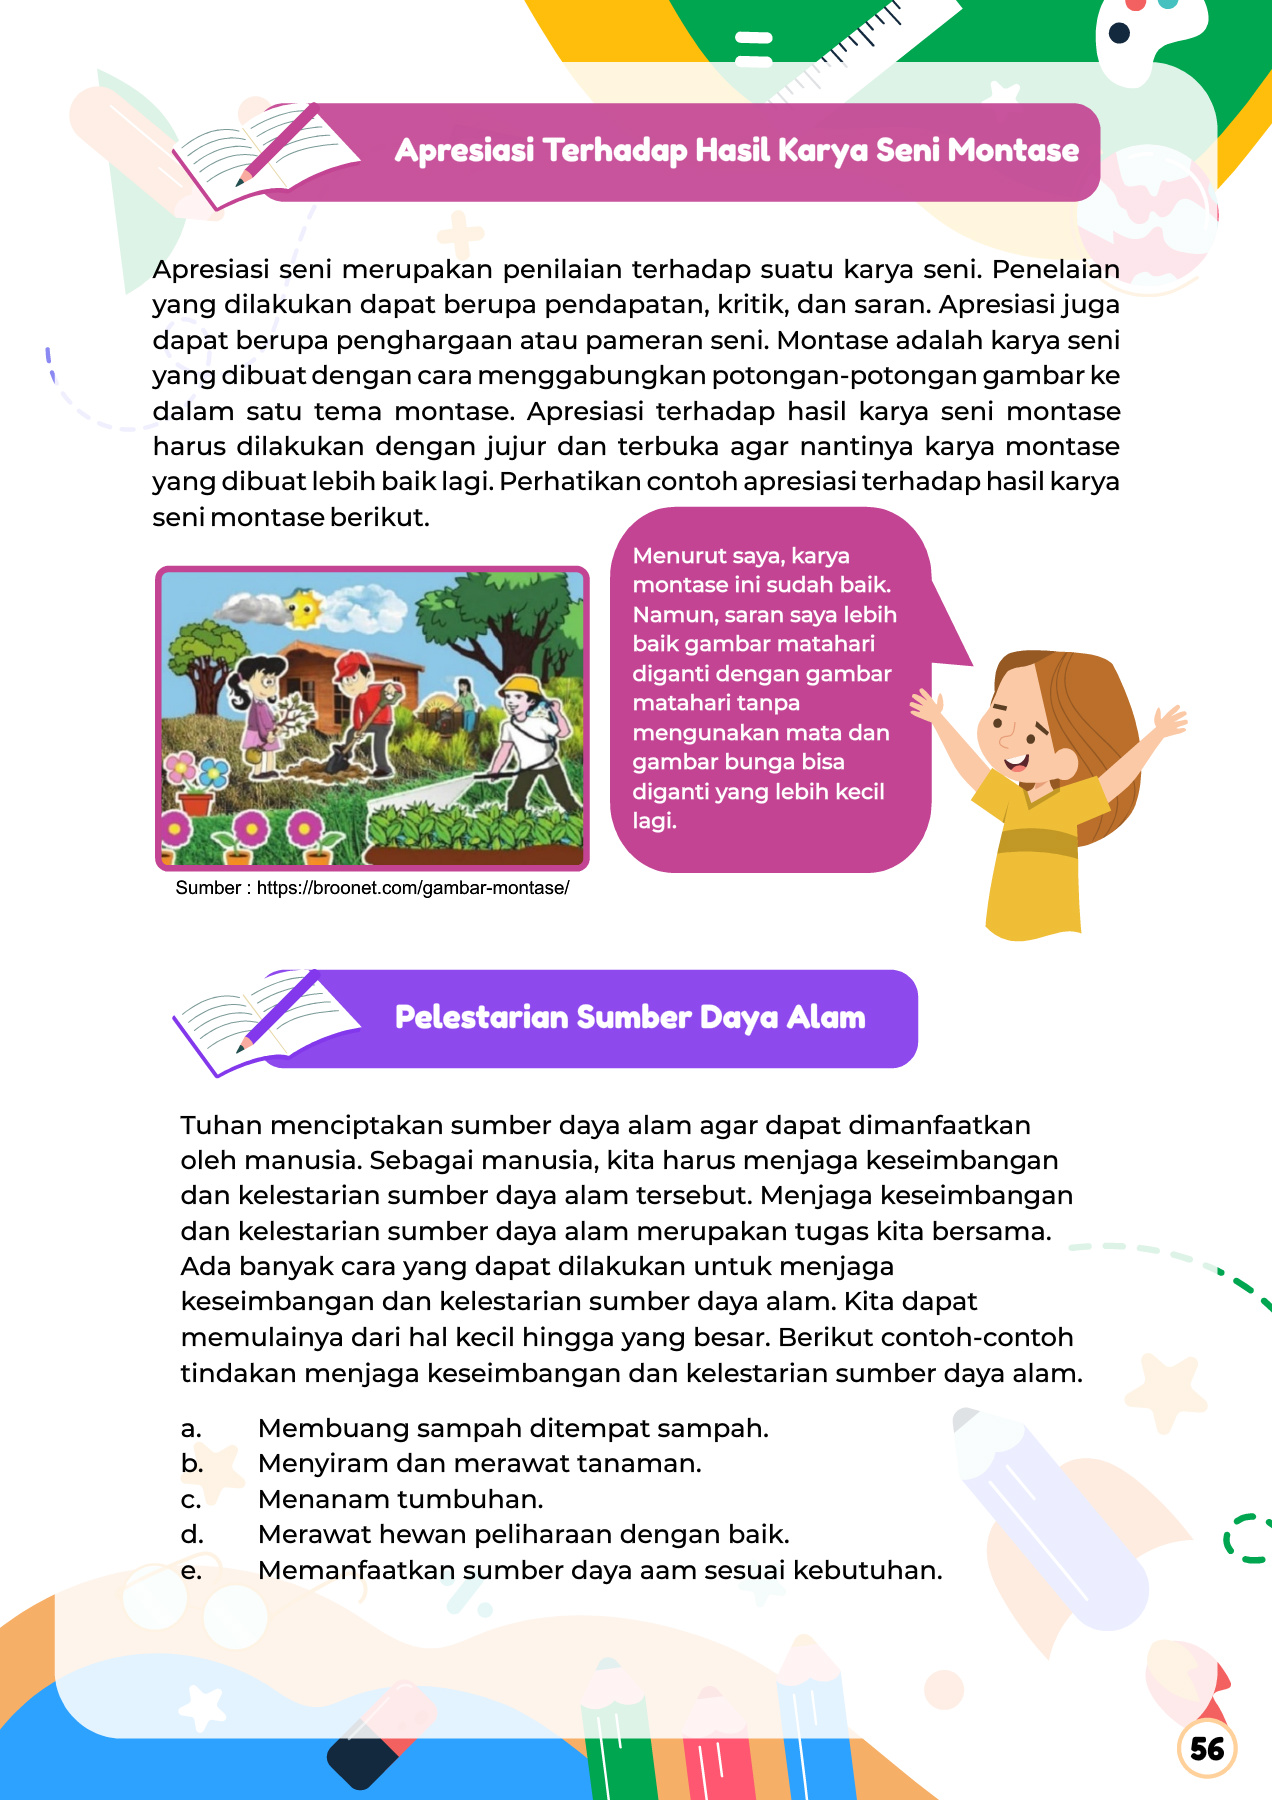 Apresiasi Terhadap Hasil Karya Seni Montase
Apresiasi seni merupakan penilaian terhadap suatu karya seni. Penelaian
yang dilakukan dapat berupa pendapatan, kritik, dan saran. Apresiasi juga
dapat berupa penghargaan atau pameran seni. Montase adalah karya seni
yang dibuat dengan cara menggabungkan potongan-potongan gambar ke
dalam satu tema montase. Apresiasi terhadap hasil karya seni montase
harus dilakukan dengan jujur dan terbuka agar nantinya karya montase
yang dibuat lebih baik lagi. Perhatikan contoh apresiasi terhadap hasil karya
seni montase berikut.
Menurut saya, karya
montase ini sudah baik.
Namun, saran saya lebih
baik gambar matahari
diganti dengan gambar
matahari tanpa
mengunakan mata dan
gambar bunga bisa
diganti yang lebih kecil
lagi.
Sumber : https://broonet.com/gambar-montase/
Pelestarian Sumber Daya Alam
Tuhan menciptakan sumber daya alam agar dapat dimanfaatkan
oleh manusia. Sebagai manusia, kita harus menjaga keseimbangan
dan kelestarian sumber daya alam tersebut. Menjaga keseimbangan
dan kelestarian sumber daya alam merupakan tugas kita bersama.
Ada banyak cara yang dapat dilakukan untuk menjaga
keseimbangan dan kelestarian sumber daya alam. Kita dapat
memulainya dari hal kecil hingga yang besar. Berikut contoh-contoh
tindakan menjaga keseimbangan dan kelestarian sumber daya alam.
a. Membuang sampah ditempat sampah.
b. Menyiram dan merawat tanaman.
c. Menanam tumbuhan.
d. Merawat hewan peliharaan dengan baik.
e. Memanfaatkan sumber daya aam sesuai kebutuhan.
56